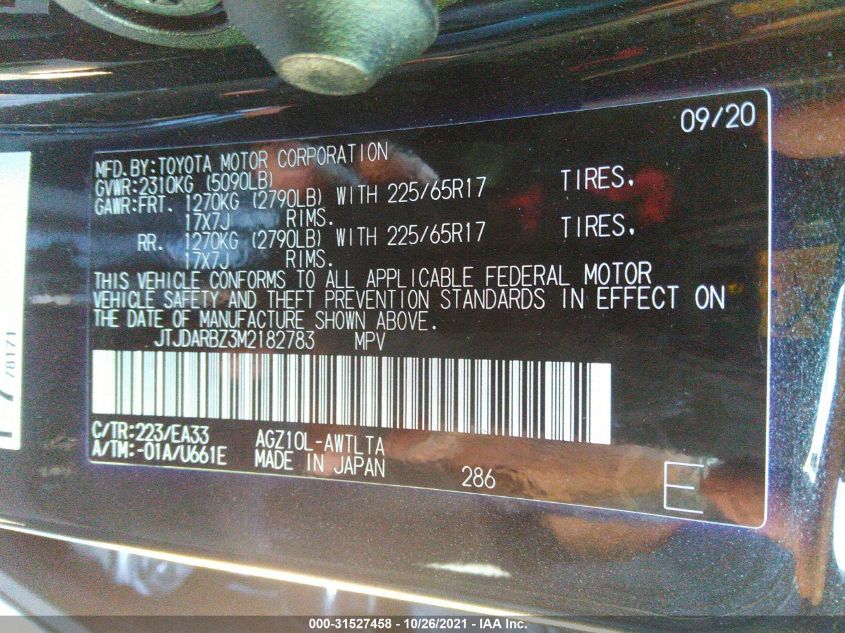 09/20
MFD.BY:TOYOTA MOTOR CORPORATION
GVWR:2310KG (5090LB)
GAWR:FRT. 1270KG (2790LB) WITH 225/65R17 TIRES,
17X7J RIMS.
RR. 1270KG (2790LB) WITH 225/65R17 TIRES,
17X7J RIMS.
THIS VEHICLE CONFORMS TO ALL APPLICABLE FEDERAL MOTOR
VEHICLE SAFETY AND THEFT PREVENTION STANDARDS IN EFFECT ON
THE DATE OF MANUFACTURE SHOWN ABOVE.
JTJDARBZ3M2182783 MPV
C/TR:223/EA33 AGZ10L-AWTLTA
A/TM:-01A/U661E MADE IN JAPAN
286
E
78171
000-31527458 - 10/26/2021 - IAA Inc.